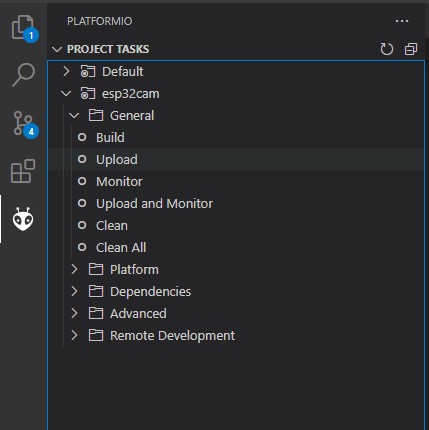 PLATFORMIO
PROJECT TASKS
1
Default
esp32cam
General
4
Build
Upload
Monitor
Upload and Monitor
Clean
Clean All
Platform
Dependencies
Advanced
Remote Development